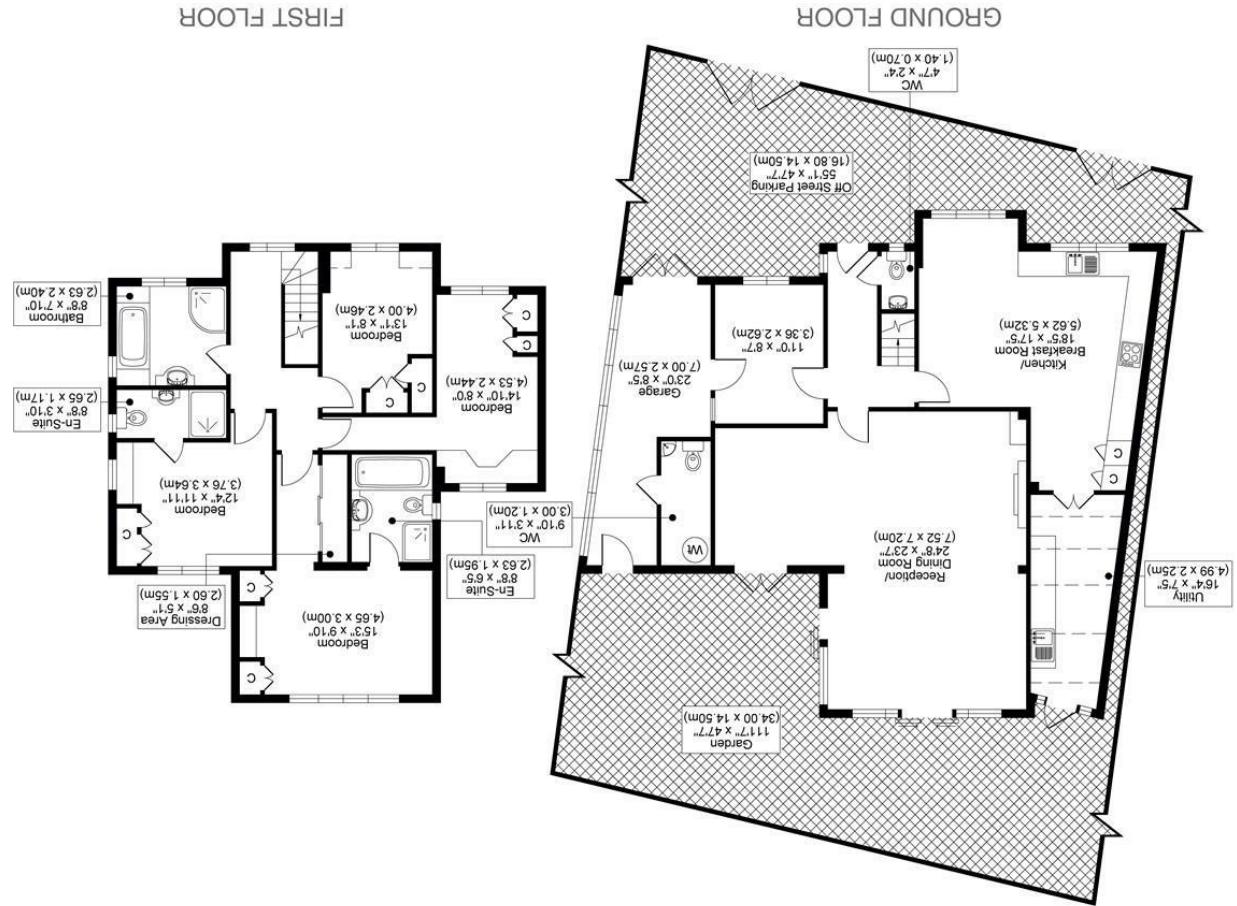 Garden
111'7" x 47'7"
(34.00 x 14.50m)
Utility
16'4" x 7'5"
(4.99 x 2.25m)
Reception/
Dining Room
24'8" x 23'7"
(7.52 x 7.20m)
Wt
WC
9'10" x 3'11"
(3.00 x 1.20m)
C
C
Kitchen/
Breakfast Room
18'5" x 17'5"
(5.62 x 5.32m)
11'0" x 8'7"
(3.36 x 2.62m)
Garage
23'0" x 8'5"
(7.00 x 2.57m)
Off Street Parking
55'1" x 47'7"
(16.80 x 14.50m)
WC
4'7" x 2'4"
(1.40 x 0.70m)
GROUND FLOOR
C
Bedroom
15'3" x 9'10"
(4.65 x 3.00m)
C
Dressing Area
8'6" x 5'1"
(2.60 x 1.55m)
En-Suite
8'8" x 6'5"
(2.63 x 1.95m)
C
Bedroom
12'4" x 11'11"
(3.76 x 3.64m)
En-Suite
8'8" x 3'10"
(2.65 x 1.17m)
Bedroom
14'10" x 8'0"
(4.53 x 2.44m)
C
C
C
C
Bedroom
13'1" x 8'1"
(4.00 x 2.46m)
Bathroom
8'8" x 7'10"
(2.63 x 2.40m)
FIRST FLOOR